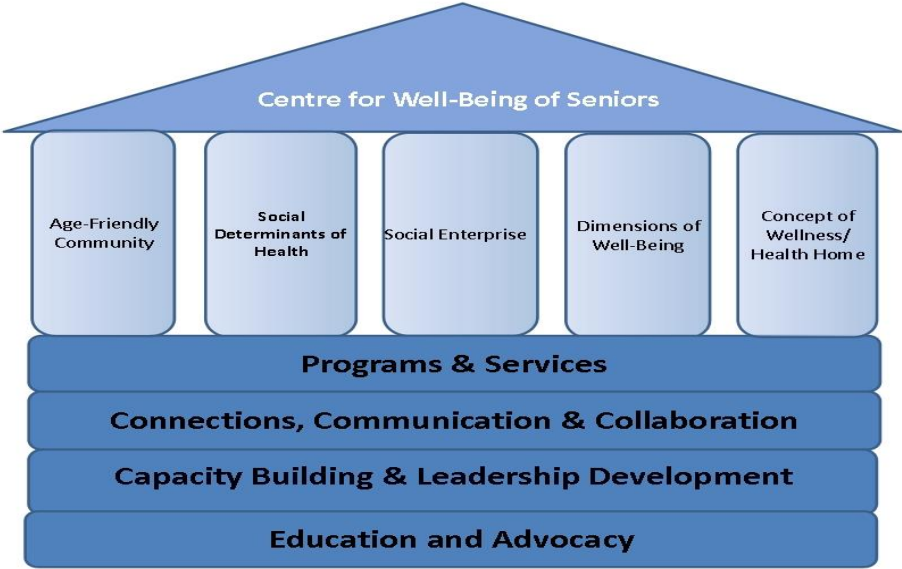 Centre for Well-Being of Seniors
Age-Friendly
Community
Social
Determinants of
Health
Social Enterprise
Dimensions of
Well-Being
Concept of
Wellness/
Health Home
Programs & Services
Connections, Communication & Collaboration
Capacity Building & Leadership Development
Education and Advocacy